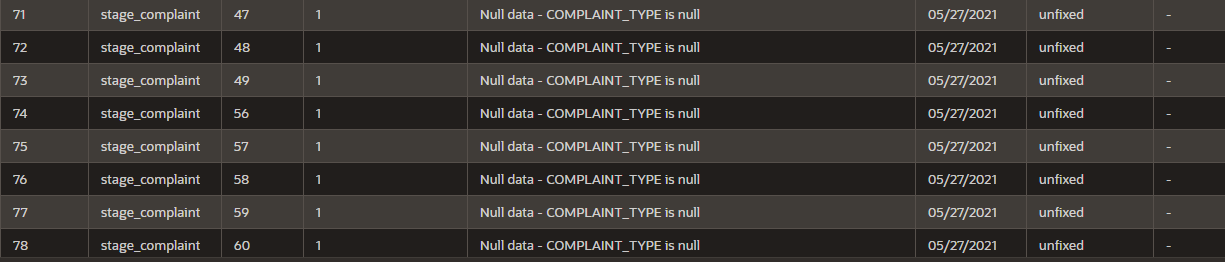 71 stage_complaint 47 1 Null data - COMPLAINT_TYPE is null 05/27/2021 unfixed -
72 stage_complaint 48 1 Null data - COMPLAINT_TYPE is null 05/27/2021 unfixed -
73 stage_complaint 49 1 Null data - COMPLAINT_TYPE is null 05/27/2021 unfixed -
74 stage_complaint 56 1 Null data - COMPLAINT_TYPE is null 05/27/2021 unfixed -
75 stage_complaint 57 1 Null data - COMPLAINT_TYPE is null 05/27/2021 unfixed -
76 stage_complaint 58 1 Null data - COMPLAINT_TYPE is null 05/27/2021 unfixed -
77 stage_complaint 59 1 Null data - COMPLAINT_TYPE is null 05/27/2021 unfixed -
78 stage_complaint 60 1 Null data - COMPLAINT_TYPE is null 05/27/2021 unfixed -